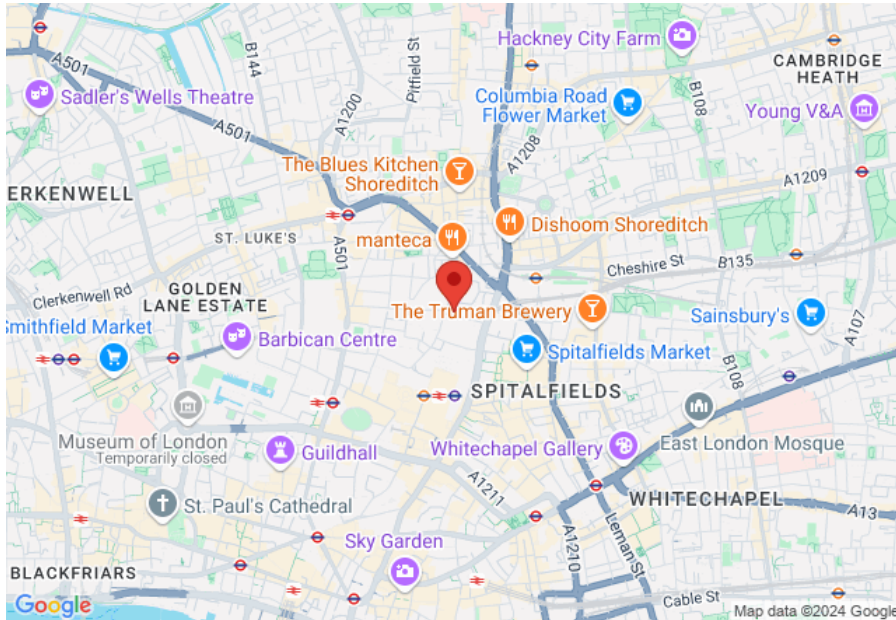 Hackney City Farm
CAMBRIDGE
HEATH
A501
B144
Pitfield St
Sadler's Wells Theatre
A1200
Columbia Road
Flower Market
B108
Young V&A
A501
A1208
The Blues Kitchen
Shoreditch
A1209
ERKENWELL
ST. LUKE'S
manteca
Dishoom Shoreditch
A501
Cheshire St
B135
Clerkenwell Rd
GOLDEN
LANE ESTATE
The Truman Brewery
Sainsbury's
A107
Smithfield Market
Barbican Centre
Spitalfields Market
B108
SPITALFIELDS
Museum of London
Temporarily closed
Guildhall
Whitechapel Gallery
East London Mosque
A1211
St. Paul's Cathedral
WHITECHAPEL
A13
Sky Garden
A1210
Leman St
BLACKFRIARS
Cable St
Google
Map data ©2024 Google